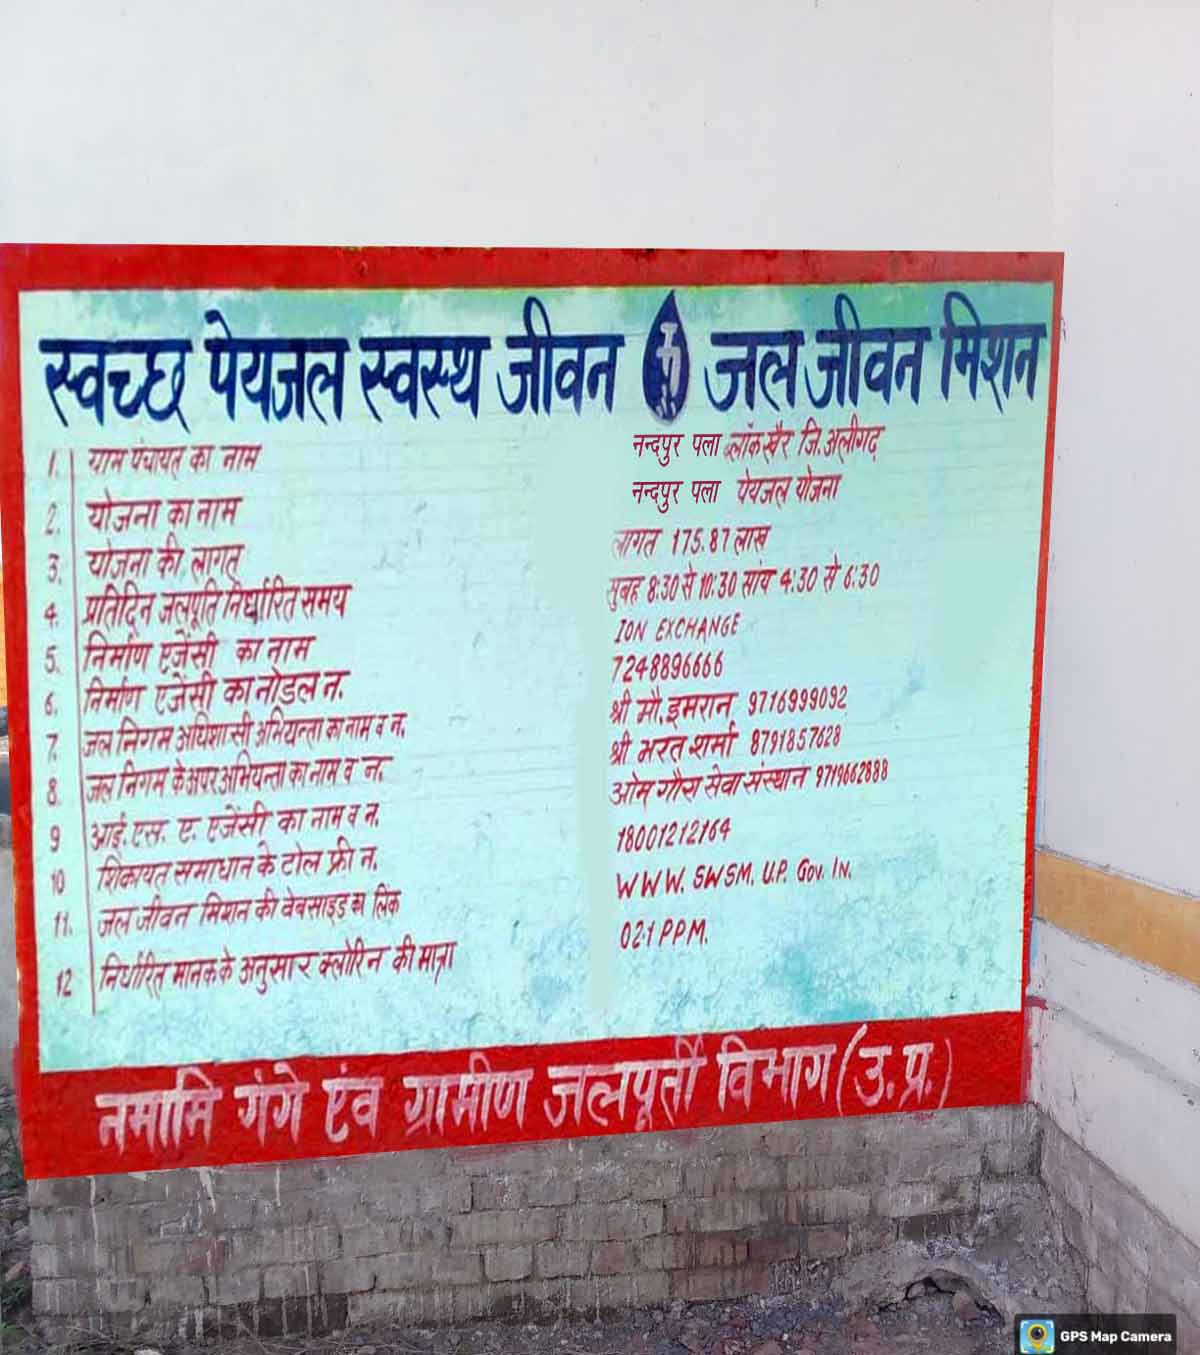 स्वच्छ पेयजल स्वस्थ जीवन जल जीवन मिशन
1. ग्राम पंचायत का नाम नन्दपुर पला ब्लॉक खैर जि. अलीगढ़
2. योजना का नाम नन्दपुर पला पेयजल योजना
3. योजना की लागत लागत 175.87 लाख
4. प्रतिदिन जलपूर्ति निर्धारित समय सुबह 8:30 से 10:30 सांय 4:30 से 6:30
5. निर्माण एजेंसी का नाम ION EXCHANGE
6. निर्माण एजेंसी का नोडल न. 7248896666
7. जल निगम अधिशासी अभियन्ता का नाम व न. श्री मौ. इमरान 9716999092
8. जल निगम के अपर अभियन्ता का नाम व न. श्री भरत शर्मा 8791857628
9 आई. एस. ए. एजेंसी का नाम व न. ओम गौरा सेवा संस्थान 9719662888
10 शिकायत समाधान के टोल फ्री न. 18001212164
11. जल जीवन मिशन की वेबसाइड का लिंक WWW. SWSM. U.P. Gov. In.
12 निर्धारित मानक के अनुसार क्लोरिन की मात्रा 02.1 PPM.
नमामि गंगे एंव ग्रामीण जलपूर्ती विभाग (उ. प्र.)
GPS Map Camera